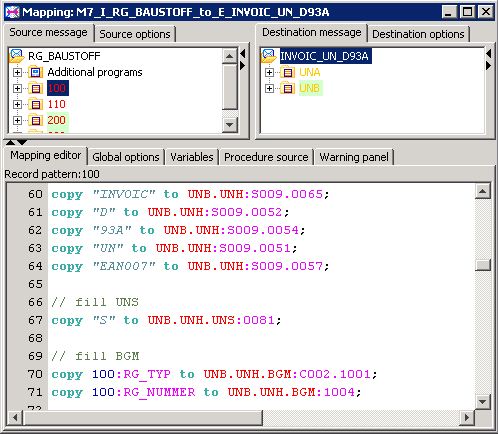 Mapping: M7_I_RG_BAUSTOFF_to_E_INVOIC_UN_D93A
Source message
Source options
RG_BAUSTOFF
Additional programs
100
110
200
Destination message
Destination options
INVOIC_UN_D93A
UNA
UNB
Mapping editor
Global options
Variables
Procedure source
Warning panel
Record pattern:100
60 copy "INVOIC" to UNB.UNH:S009.0065;
61 copy "D" to UNB.UNH:S009.0052;
62 copy "93A" to UNB.UNH:S009.0054;
63 copy "UN" to UNB.UNH:S009.0051;
64 copy "EAN007" to UNB.UNH:S009.0057;
65
66 // fill UNS
67 copy "S" to UNB.UNH.UNS:0081;
68
69 // fill BGM
70 copy 100:RG_TYP to UNB.UNH.BGM:C002.1001;
71 copy 100:RG_NUMMER to UNB.UNH.BGM:1004;